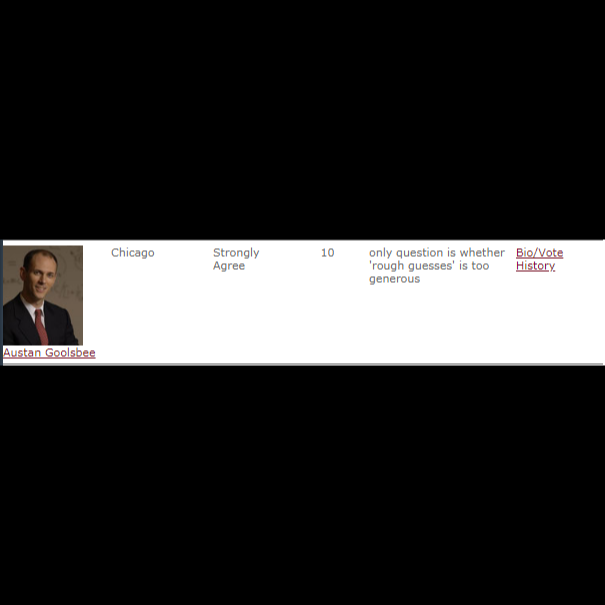 Chicago
Strongly
Agree
10
only question is whether
'rough guesses' is too
generous
Bio/Vote
History
Austan Goolsbee